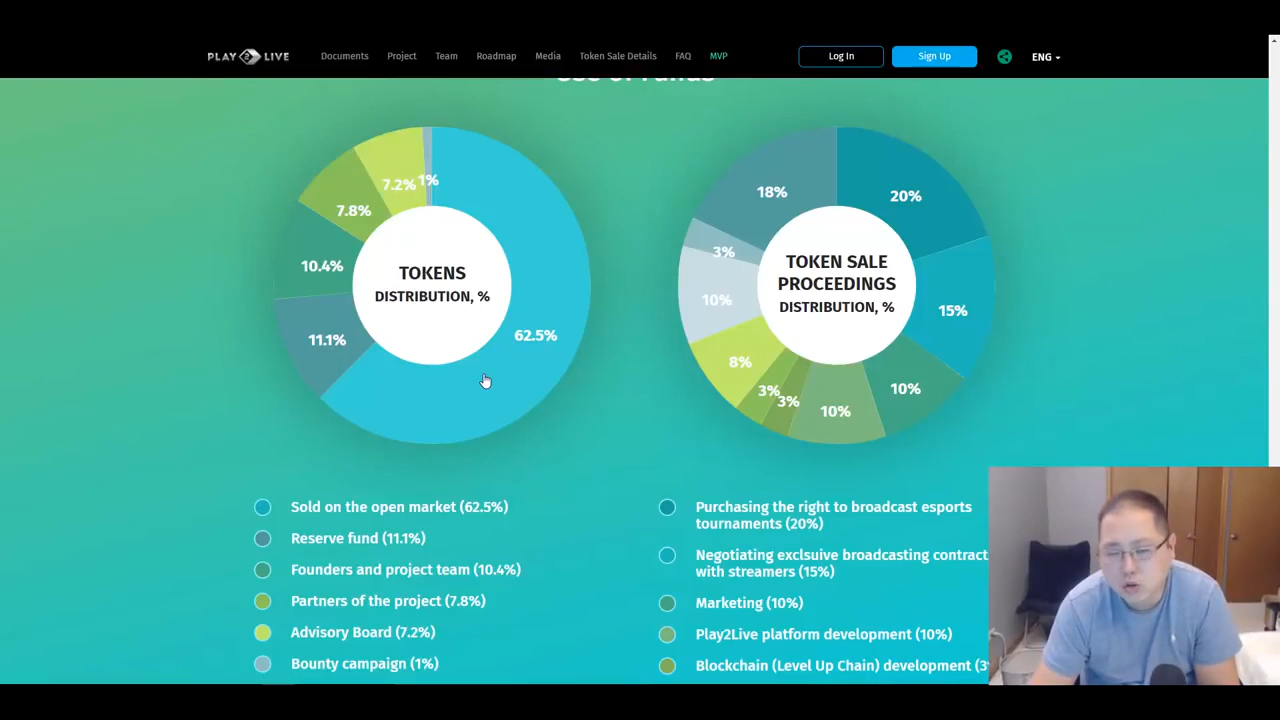 PLAY 2 LIVE
Documents
Project
Team
Roadmap
Media
Token Sale Details
FAQ
MVP
Log In
Sign Up
ENG
Use of Funds
1%
7.2%
7.8%
10.4%
11.1%
62.5%
TOKENS
DISTRIBUTION, %
18%
20%
3%
10%
15%
8%
3%
3%
10%
10%
TOKEN SALE
PROCEEDINGS
DISTRIBUTION, %
Sold on the open market (62.5%)
Reserve fund (11.1%)
Founders and project team (10.4%)
Partners of the project (7.8%)
Advisory Board (7.2%)
Bounty campaign (1%)
Purchasing the right to broadcast esports
tournaments (20%)
Negotiating exclsuive broadcasting contract
with streamers (15%)
Marketing (10%)
Play2Live platform development (10%)
Blockchain (Level Up Chain) development (3